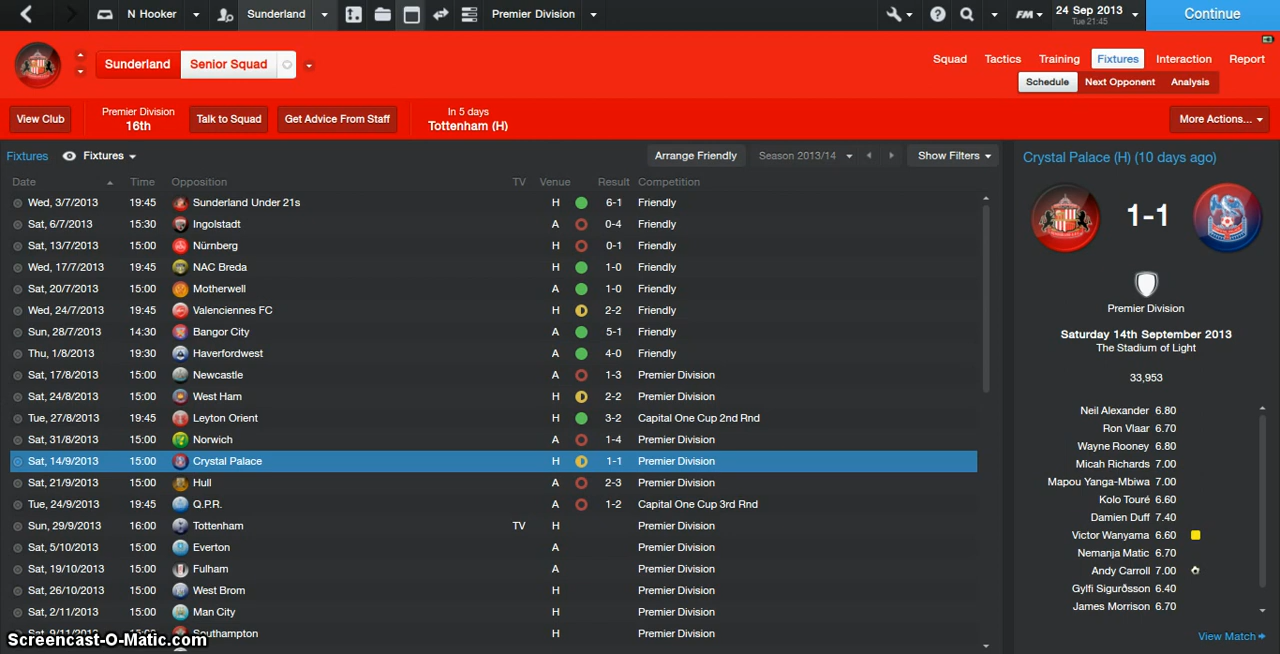 N Hooker Sunderland Premier Division FM 24 Sep 2013 Tue 21:45 Continue
Sunderland Senior Squad Squad Tactics Training Fixtures Interaction Report
Schedule Next Opponent Analysis
View Club Premier Division 16th Talk to Squad Get Advice From Staff In 5 days Tottenham (H) More Actions...
Fixtures Fixtures Arrange Friendly Season 2013/14 Show Filters
Date Time Opposition TV Venue Result Competition
Wed, 3/7/2013 19:45 Sunderland Under 21s H 6-1 Friendly
Sat, 6/7/2013 15:30 Ingolstadt A 0-4 Friendly
Sat, 13/7/2013 15:00 Nürnberg H 0-1 Friendly
Wed, 17/7/2013 19:45 NAC Breda H 1-0 Friendly
Sat, 20/7/2013 15:00 Motherwell A 1-0 Friendly
Wed, 24/7/2013 19:45 Valenciennes FC H 2-2 Friendly
Sun, 28/7/2013 14:30 Bangor City A 5-1 Friendly
Thu, 1/8/2013 19:30 Haverfordwest A 4-0 Friendly
Sat, 17/8/2013 15:00 Newcastle A 1-3 Premier Division
Sat, 24/8/2013 15:00 West Ham H 2-2 Premier Division
Tue, 27/8/2013 19:45 Leyton Orient H 3-2 Capital One Cup 2nd Rnd
Sat, 31/8/2013 15:00 Norwich A 1-4 Premier Division
Sat, 14/9/2013 15:00 Crystal Palace H 1-1 Premier Division
Sat, 21/9/2013 15:00 Hull A 2-3 Premier Division
Tue, 24/9/2013 19:45 Q.P.R. A 1-2 Capital One Cup 3rd Rnd
Sun, 29/9/2013 16:00 Tottenham TV H Premier Division
Sat, 5/10/2013 15:00 Everton A Premier Division
Sat, 19/10/2013 15:00 Fulham A Premier Division
Sat, 26/10/2013 15:00 West Brom H Premier Division
Sat, 2/11/2013 15:00 Man City H Premier Division
Southampton H Premier Division
Crystal Palace (H) (10 days ago)
1-1
Premier Division
Saturday 14th September 2013
The Stadium of Light
33,953
Neil Alexander 6.80
Ron Vlaar 6.70
Wayne Rooney 6.80
Micah Richards 7.00
Mapou Yanga-Mbiwa 7.00
Kolo Touré 6.60
Damien Duff 7.40
Victor Wanyama 6.60
Nemanja Matic 6.70
Andy Carroll 7.00
Gylfi Sigurðsson 6.40
James Morrison 6.70
View Match
Screencast-O-Matic.com